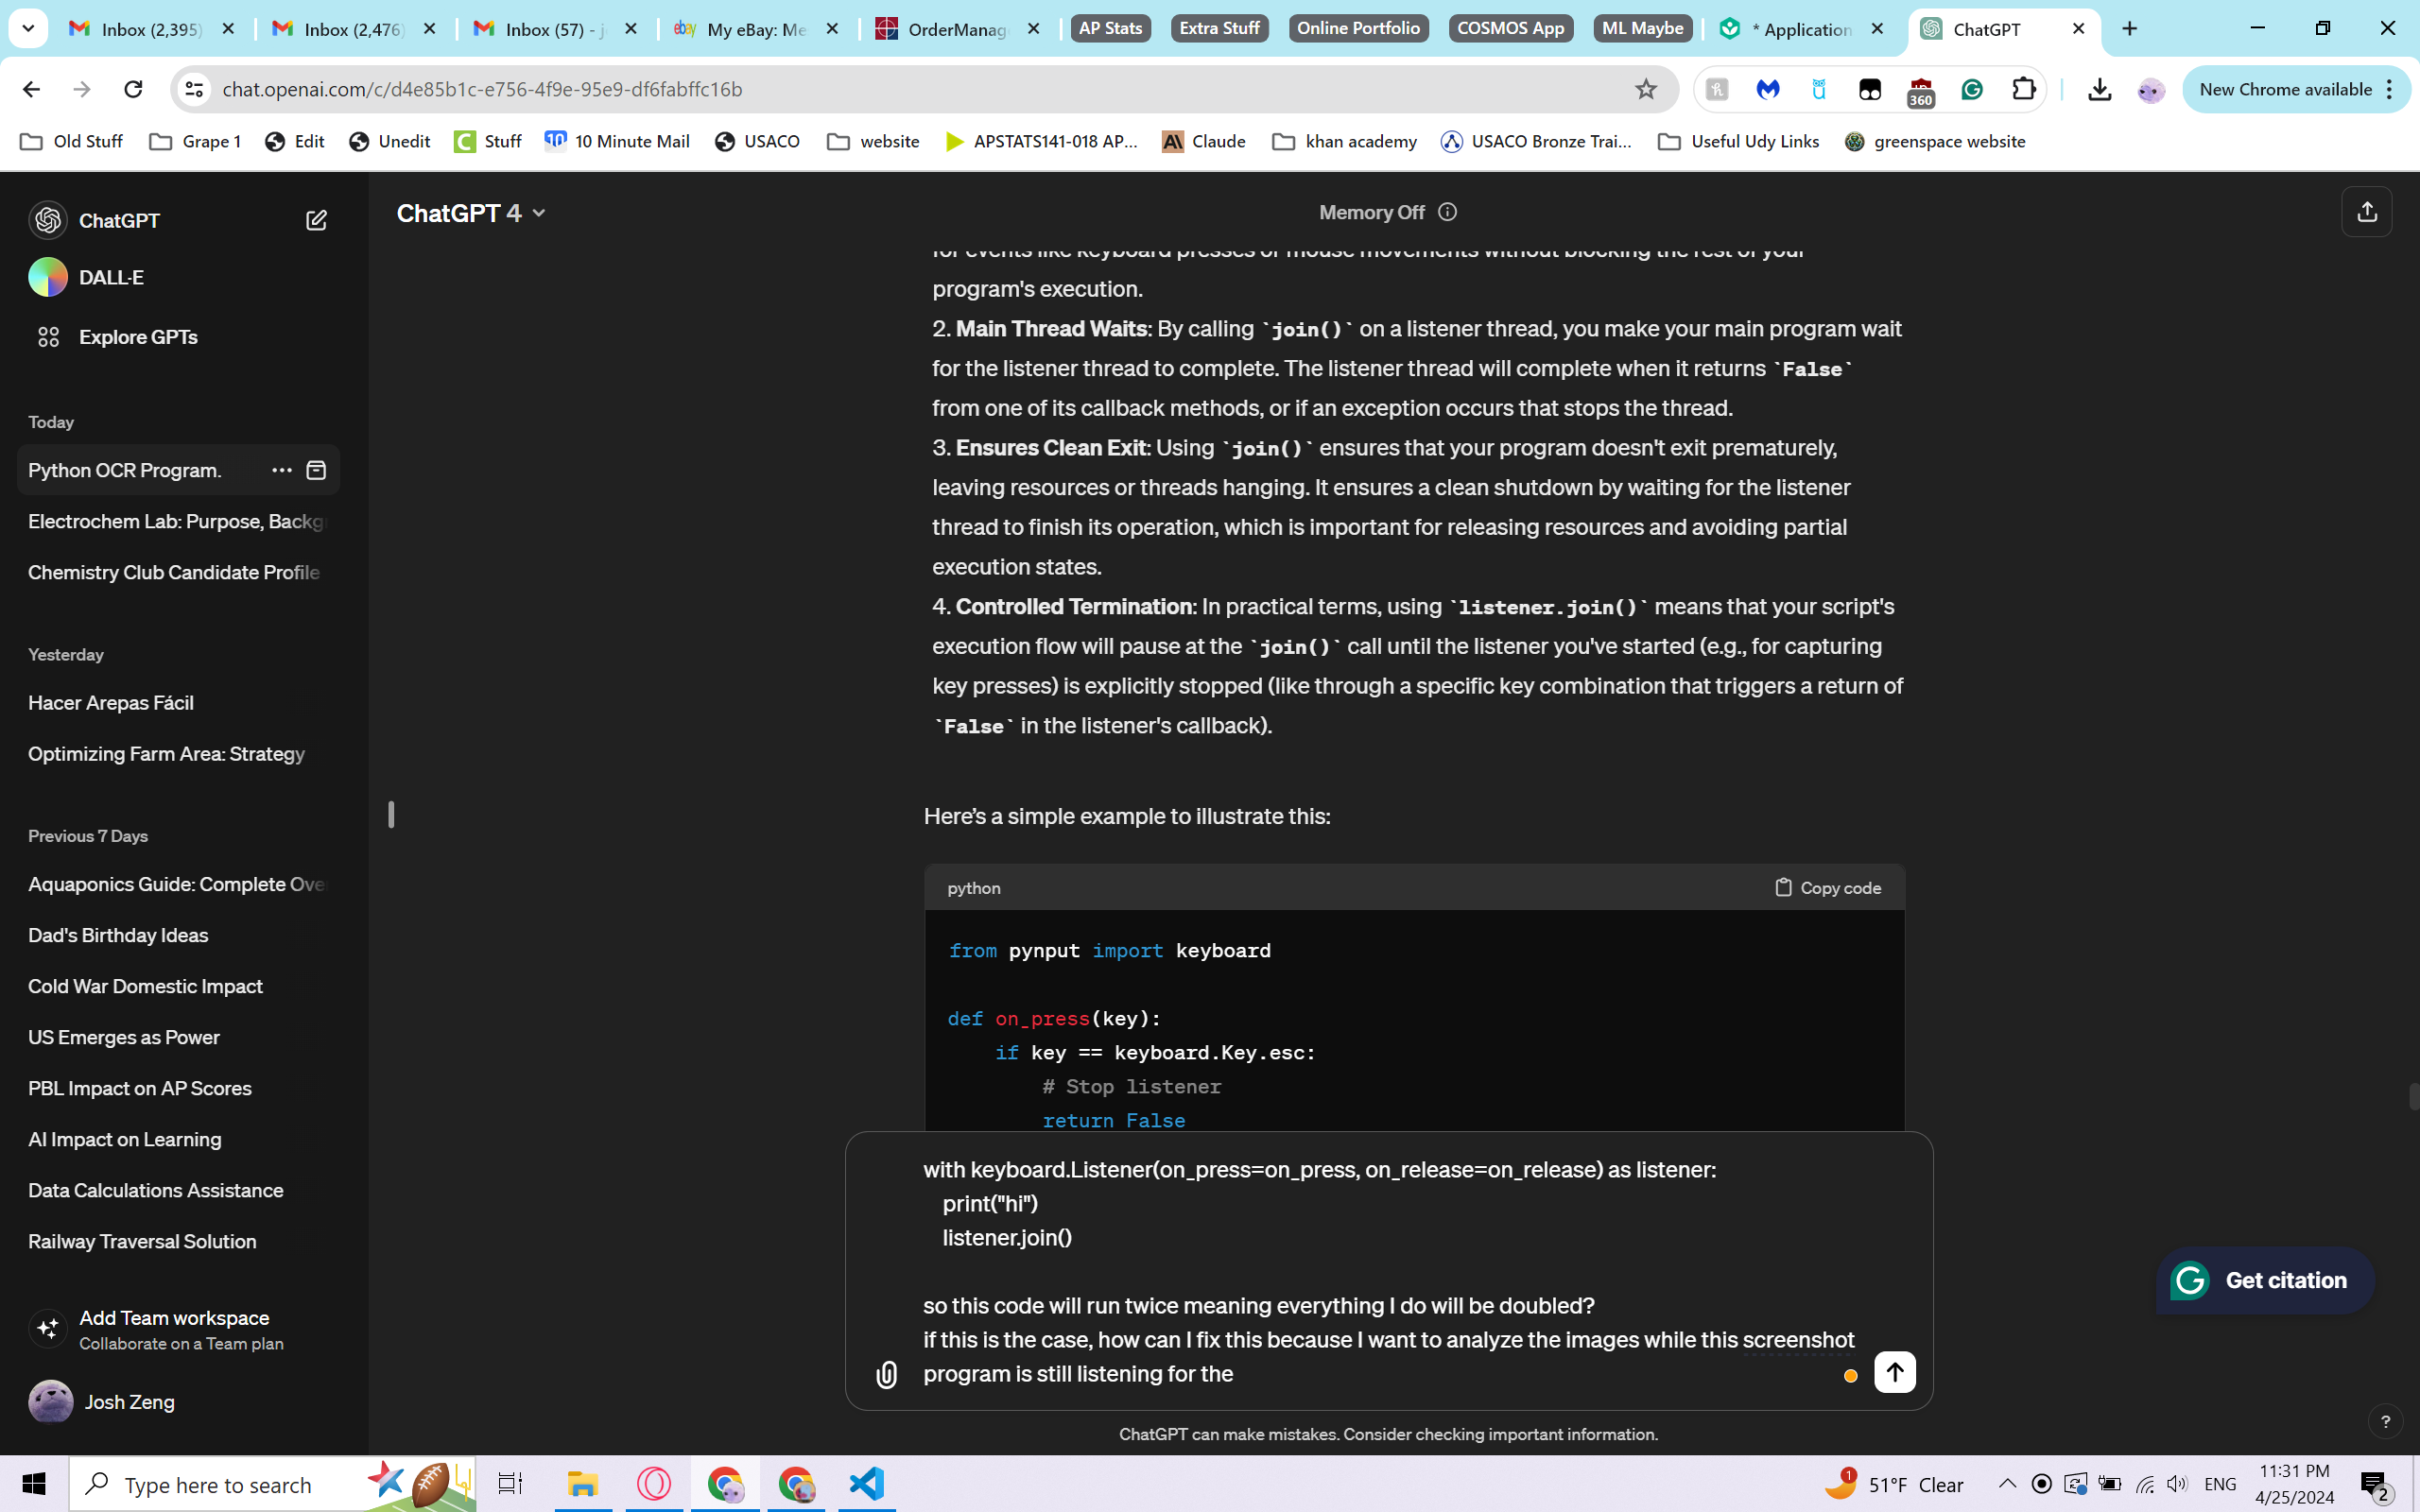 Inbox (2,395)
Inbox (2,476)
Inbox (57) - j
My eBay: Me
OrderManag
AP Stats
Extra Stuff
Online Portfolio
COSMOS App
ML Maybe
* Application
ChatGPT
chat.openai.com/c/d4e85b1c-e756-4f9e-95e9-df6fabffc16b
360
New Chrome available
Old Stuff
Grape 1
Edit
Unedit
Stuff
10 Minute Mail
USACO
website
APSTATS141-018 AP...
Claude
khan academy
USACO Bronze Trai...
Useful Udy Links
greenspace website
ChatGPT
DALL·E
Explore GPTs
Today
Python OCR Program.
Electrochem Lab: Purpose, Backgr
Chemistry Club Candidate Profile
Yesterday
Hacer Arepas Fácil
Optimizing Farm Area: Strategy
Previous 7 Days
Aquaponics Guide: Complete Over
Dad's Birthday Ideas
Cold War Domestic Impact
US Emerges as Power
PBL Impact on AP Scores
AI Impact on Learning
Data Calculations Assistance
Railway Traversal Solution
Add Team workspace
Collaborate on a Team plan
Josh Zeng
ChatGPT 4
Memory Off
for events like keyboard presses or mouse movements without blocking the rest of your
program's execution.
2. Main Thread Waits: By calling `join()` on a listener thread, you make your main program wait
for the listener thread to complete. The listener thread will complete when it returns `False`
from one of its callback methods, or if an exception occurs that stops the thread.
3. Ensures Clean Exit: Using `join()` ensures that your program doesn't exit prematurely,
leaving resources or threads hanging. It ensures a clean shutdown by waiting for the listener
thread to finish its operation, which is important for releasing resources and avoiding partial
execution states.
4. Controlled Termination: In practical terms, using `listener.join()` means that your script's
execution flow will pause at the `join()` call until the listener you've started (e.g., for capturing
key presses) is explicitly stopped (like through a specific key combination that triggers a return of
`False` in the listener's callback).
Here’s a simple example to illustrate this:
python
Copy code
from pynput import keyboard
def on_press(key):
if key == keyboard.Key.esc:
# Stop listener
return False
with keyboard.Listener(on_press=on_press, on_release=on_release) as listener:
print("hi")
listener.join()
so this code will run twice meaning everything I do will be doubled?
if this is the case, how can I fix this because I want to analyze the images while this screenshot
program is still listening for the
Get citation
ChatGPT can make mistakes. Consider checking important information.
?
Type here to search
1
51°F Clear
ENG
11:31 PM
4/25/2024
2